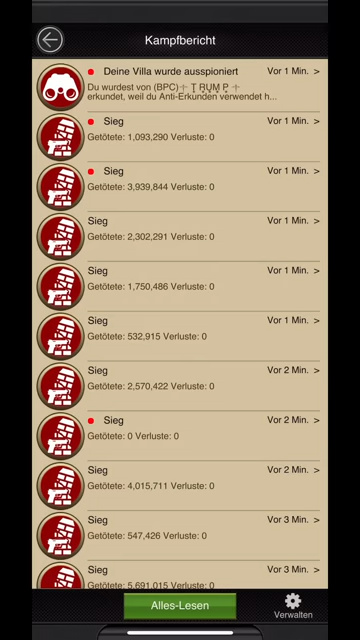 Kampfbericht
Deine Villa wurde ausspioniert Vor 1 Min. >
Du wurdest von (BPC)♱ Ţ ŖỤM̧ P̣ ♱
erkundet, weil du Anti-Erkunden verwendet h...
Sieg Vor 1 Min. >
Getötete: 1,093,290 Verluste: 0
Sieg Vor 1 Min. >
Getötete: 3,939,844 Verluste: 0
Sieg Vor 1 Min. >
Getötete: 2,302,291 Verluste: 0
Sieg Vor 1 Min. >
Getötete: 1,750,486 Verluste: 0
Sieg Vor 1 Min. >
Getötete: 532,915 Verluste: 0
Sieg Vor 2 Min. >
Getötete: 2,570,422 Verluste: 0
Sieg Vor 2 Min. >
Getötete: 0 Verluste: 0
Sieg Vor 2 Min. >
Getötete: 4,015,711 Verluste: 0
Sieg Vor 3 Min. >
Getötete: 547,426 Verluste: 0
Sieg Vor 3 Min. >
Getötete: 5,691,015 Verluste: 0
Alles-Lesen
Verwalten